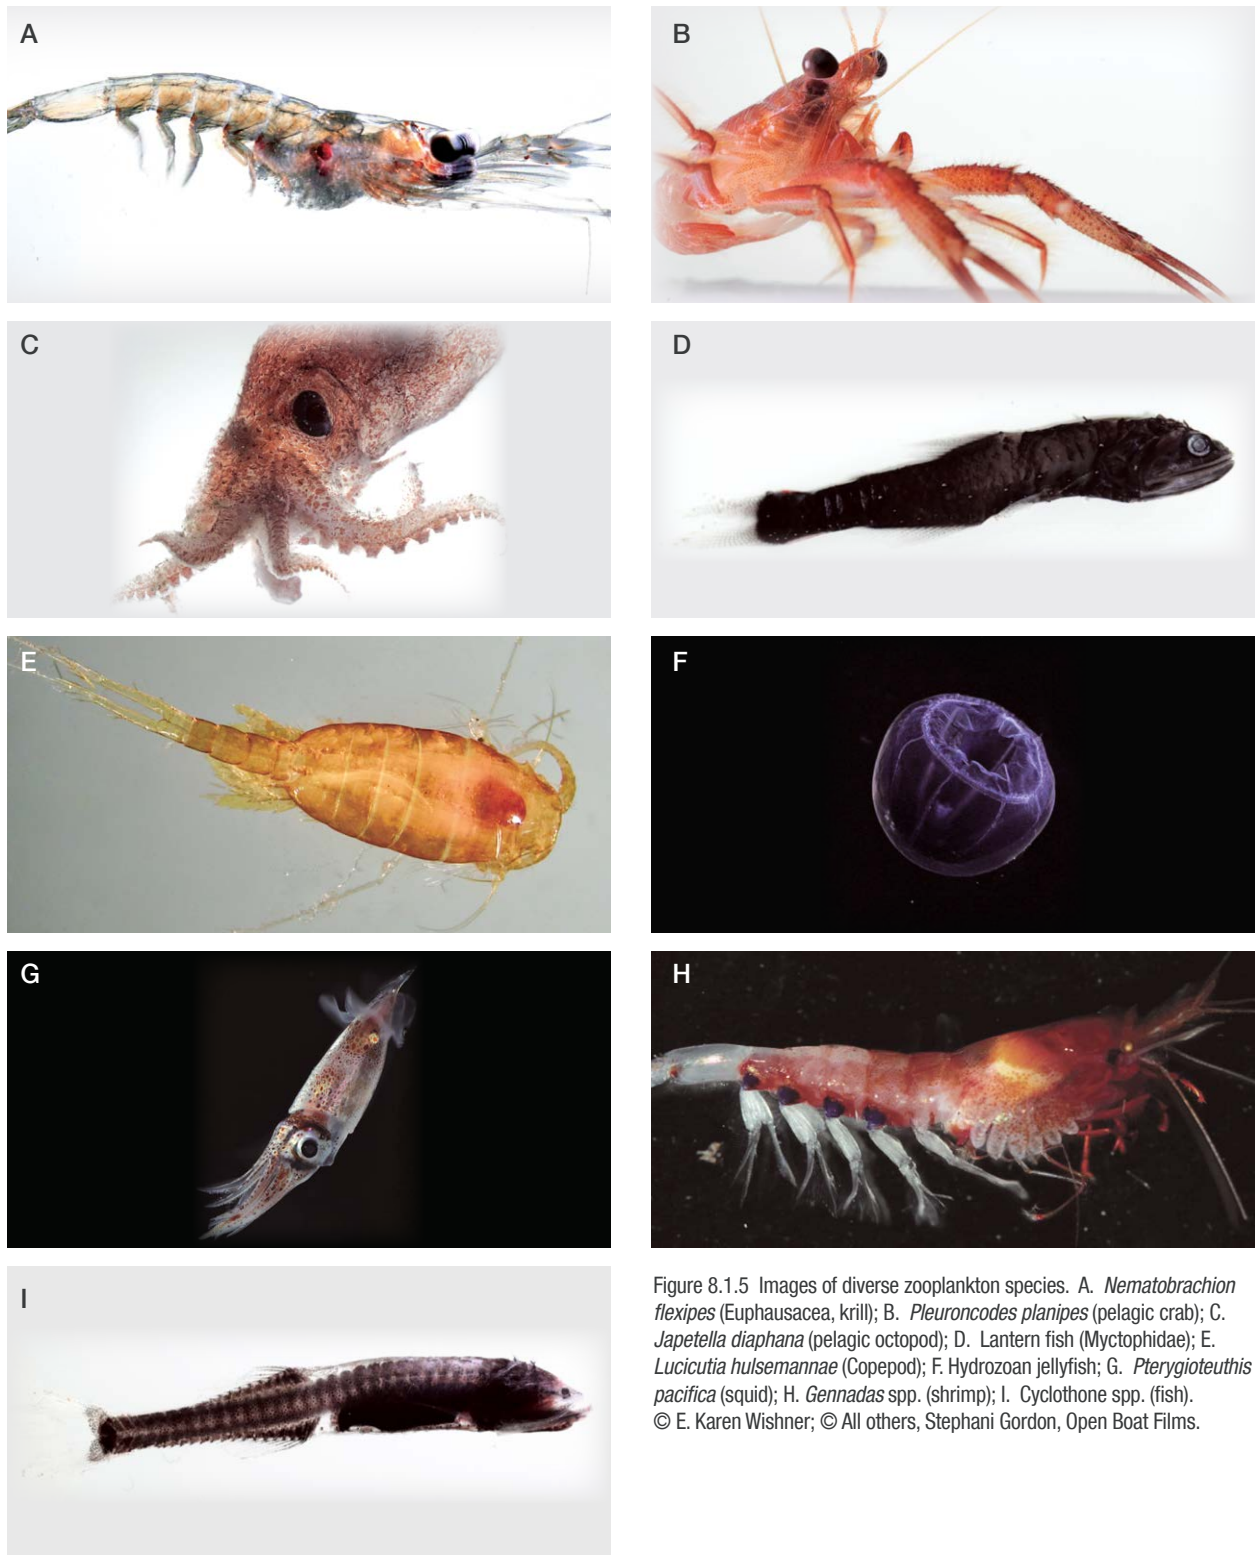 A
B
C
D
E
F
G
H
I
Figure 8.1.5 Images of diverse zooplankton species. A. Nematobrachion
flexipes (Euphausacea, krill); B. Pleuroncodes planipes (pelagic crab); C.
Japetella diaphana (pelagic octopod); D. Lantern fish (Myctophidae); E.
Lucicutia hulsemannae (Copepod); F. Hydrozoan jellyfish; G. Pterygioteuthis
pacifica (squid); H. Gennadas spp. (shrimp); I. Cyclothone spp. (fish).
© E. Karen Wishner; © All others, Stephani Gordon, Open Boat Films.